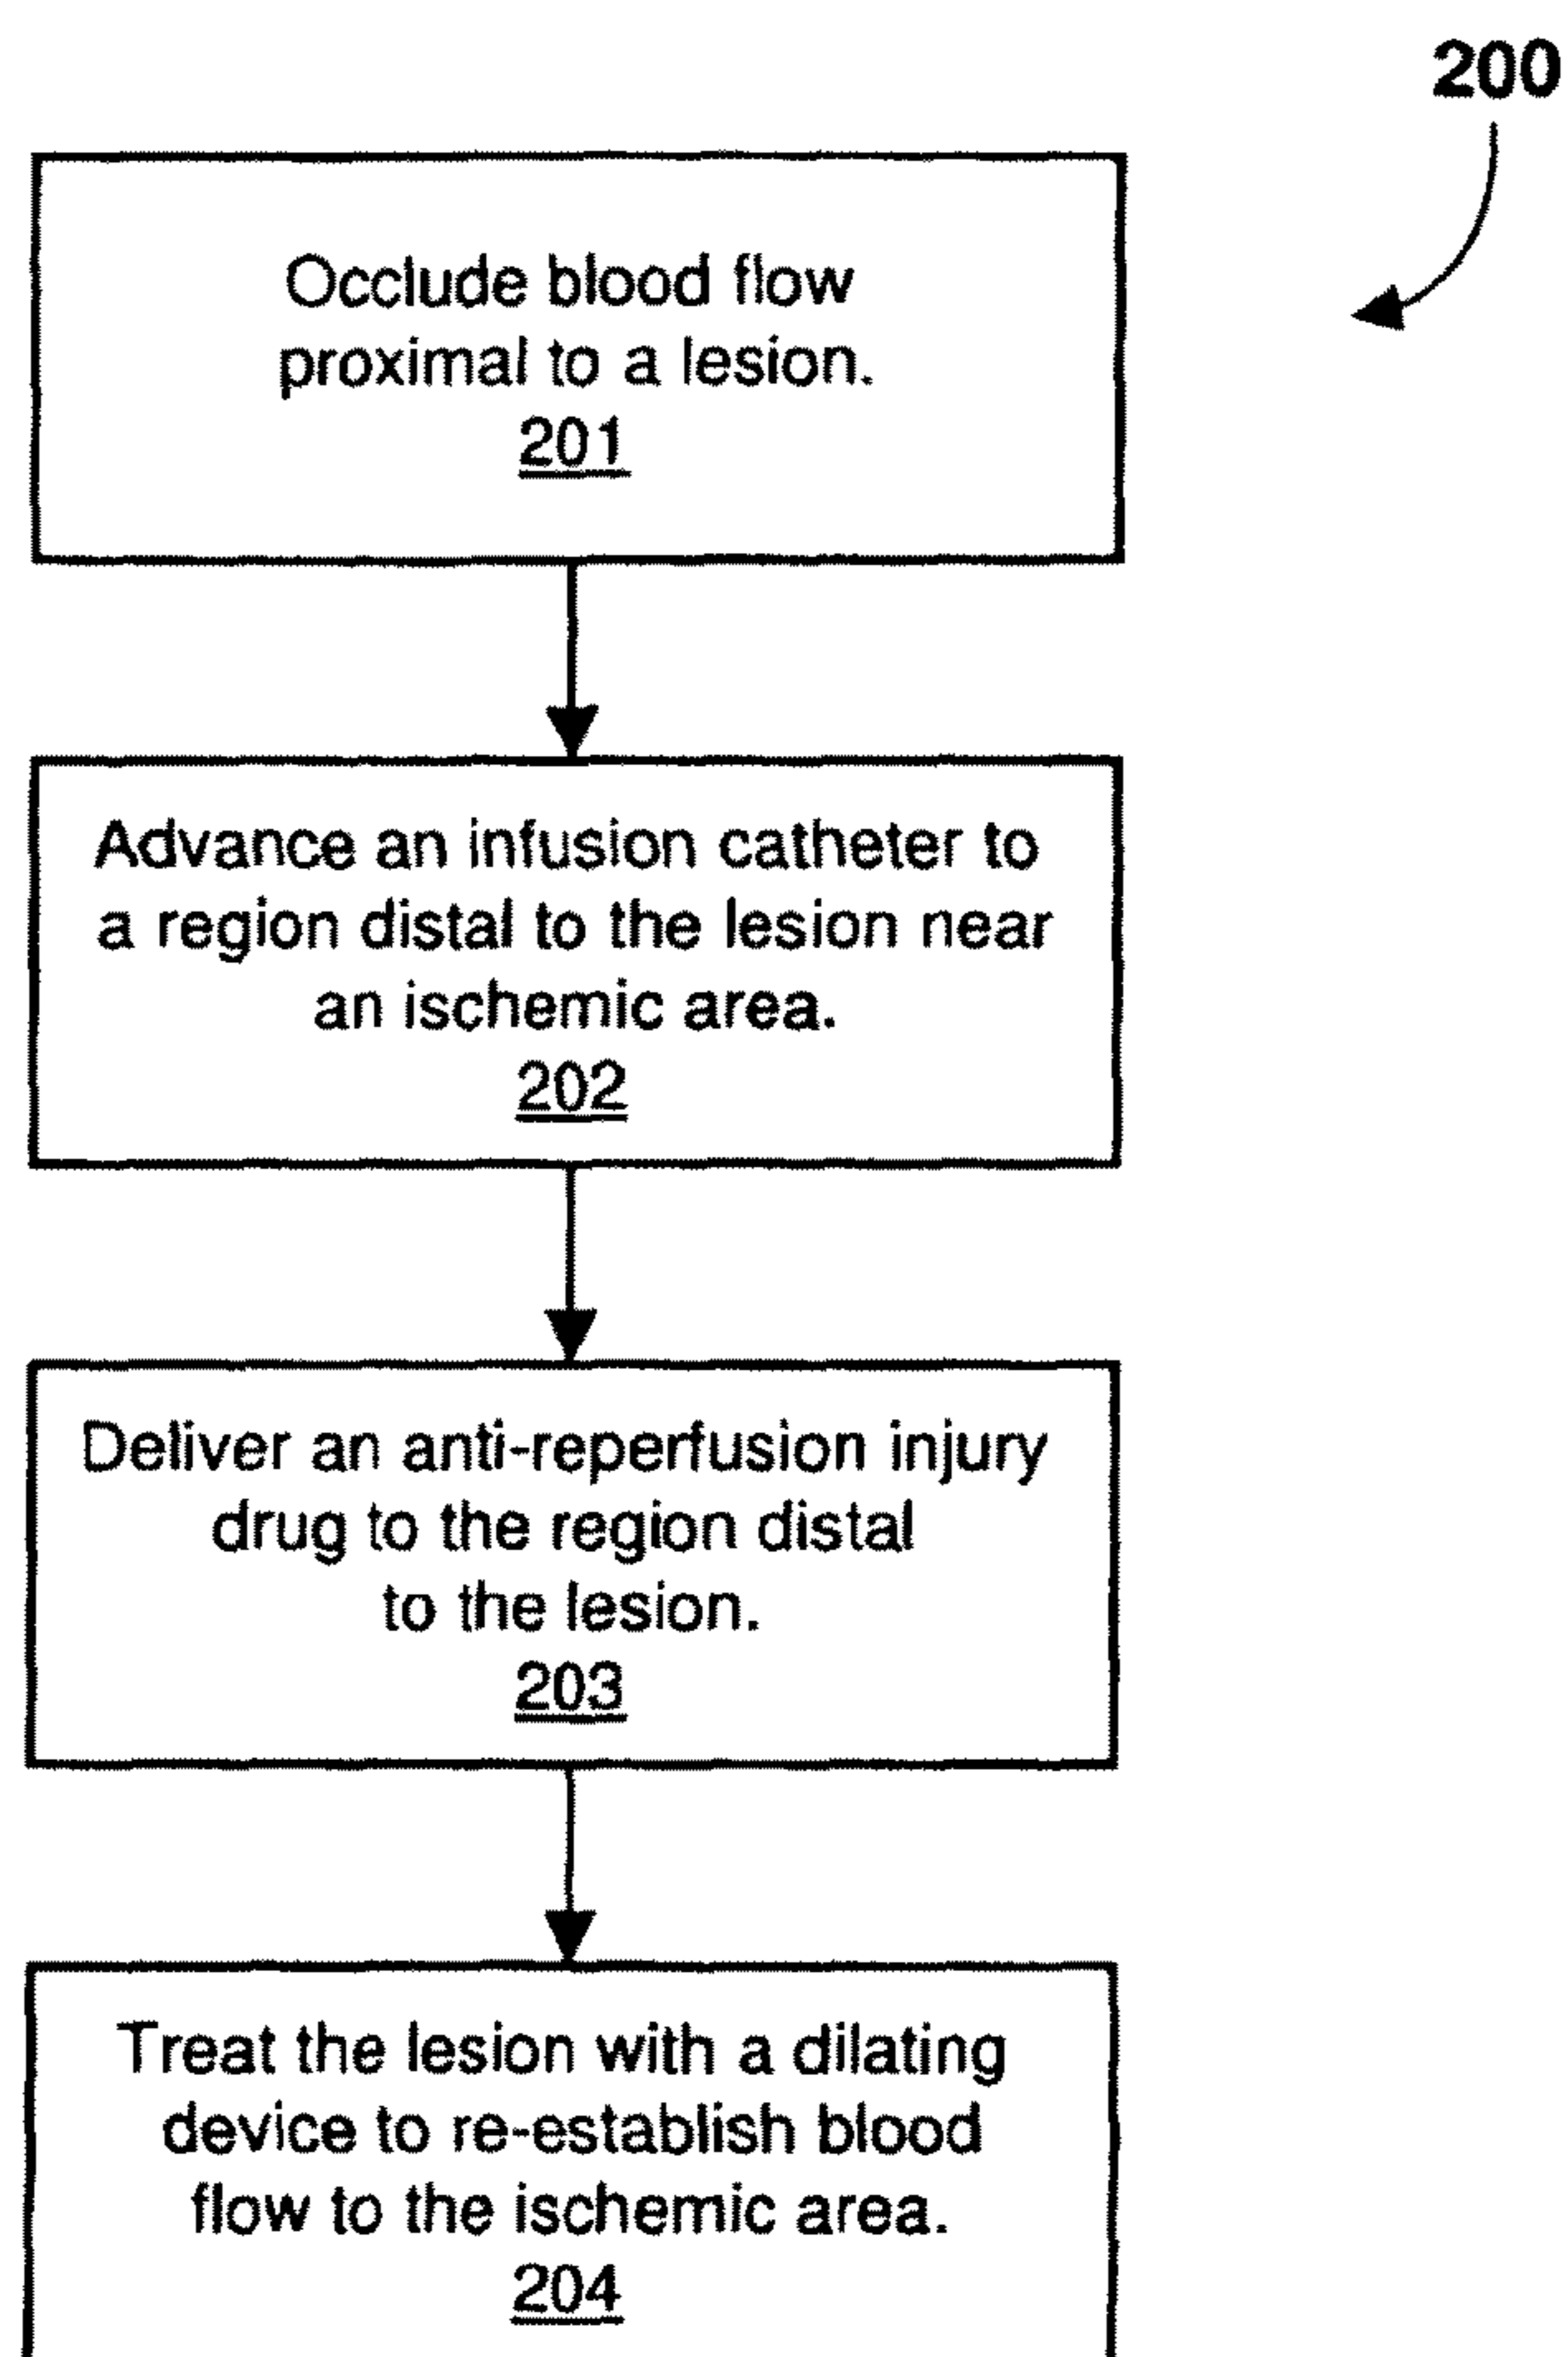 200
Occlude blood flow
proximal to a lesion.
201
Advance an infusion catheter to
a region distal to the lesion near
an ischemic area.
202
Deliver an anti-reperfusion injury
drug to the region distal
to the lesion.
203
Treat the lesion with a dilating
device to re-establish blood
flow to the ischemic area.
204